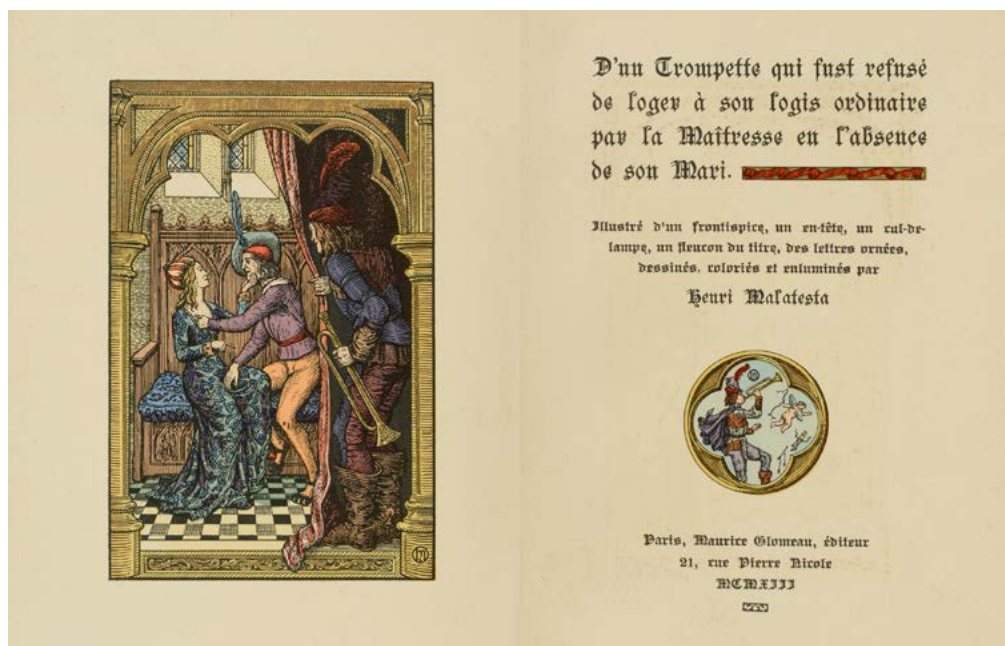 D'un Trompette qui fust refusé
de loger à son logis ordinaire
par la Maîtresse en l'absence
de son Mari.
Illustré d'un frontispice, un en-tête, un cul-de-
lampe, un fleuron du titre, des lettres ornées,
dessinés, coloriés et enluminés par
Henri Malatesta
Paris, Maurice Glomeau, éditeur
21, rue Pierre Nicole
MCMXIII